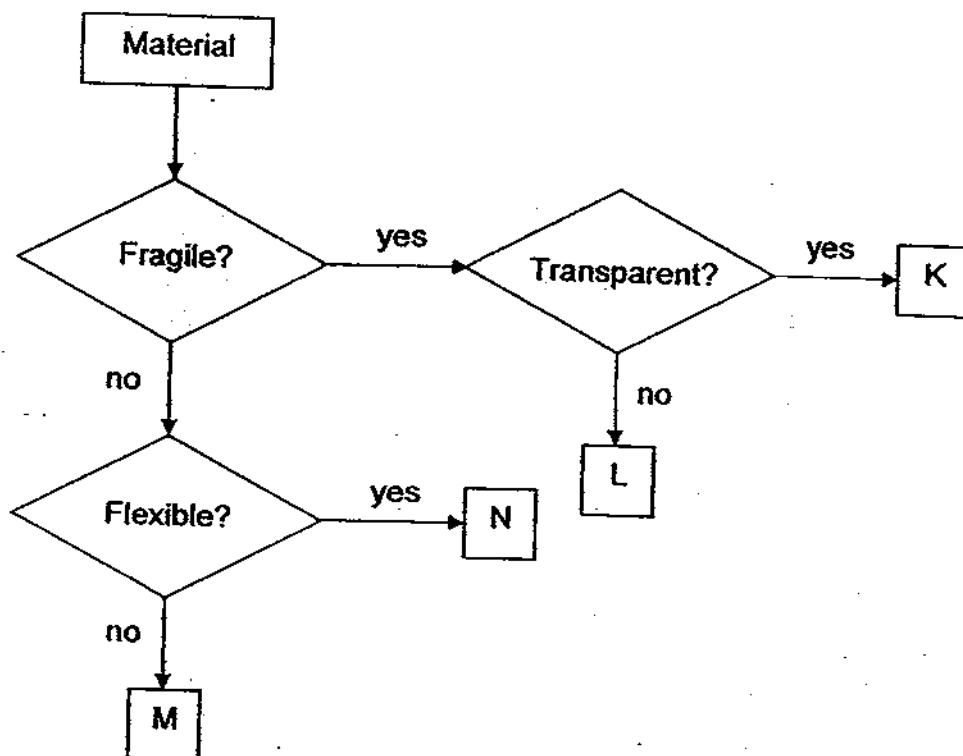 Material
Fragile?
yes
Transparent?
yes
K
no
no
L
Flexible?
yes
N
no
M